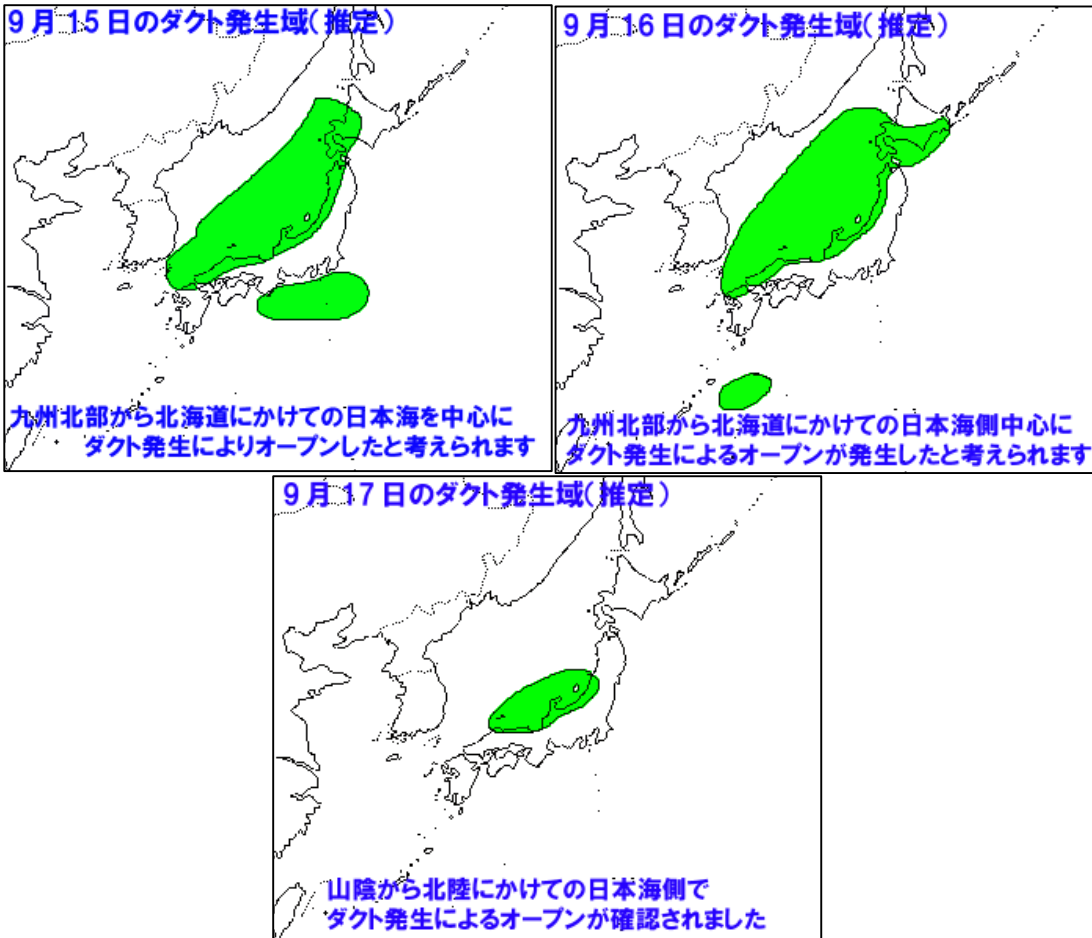 9月15日のダクト発生域(推定)
九州北部から北海道にかけての日本海を中心に
ダクト発生によりオープンしたと考えられます
9月16日のダクト発生域(推定)
九州北部から北海道にかけての日本海側中心に
ダクト発生によるオープンが発生したと考えられます
9月17日のダクト発生域(推定)
山陰から北陸にかけての日本海側で
ダクト発生によるオープンが確認されました